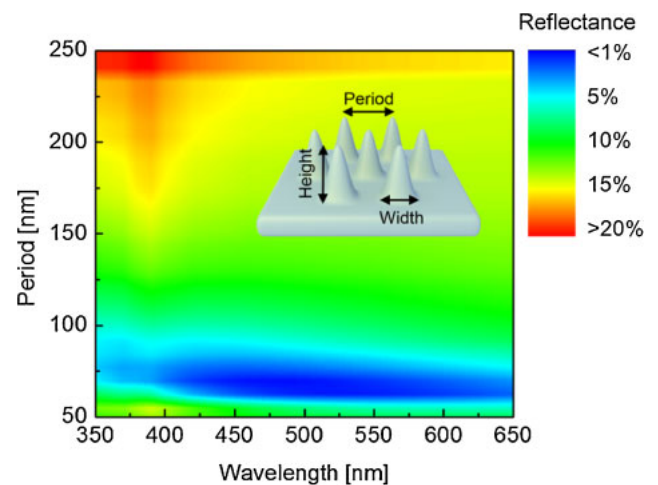 Reflectance
<1%
5%
10%
15%
>20%
Period
Height
Width
250
200
150
100
50
Period [nm]
350 400 450 500 550 600 650
Wavelength [nm]